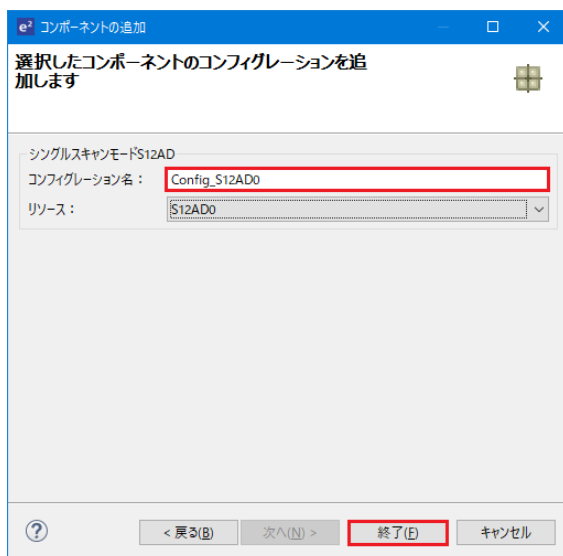 e² コンポーネントの追加
選択したコンポーネントのコンフィグレーションを追
加します
シングルスキャンモードS12AD
コンフィグレーション名： Config_S12AD0
リソース： S12AD0
< 戻る(B) 次へ(N) > 終了(F) キャンセル